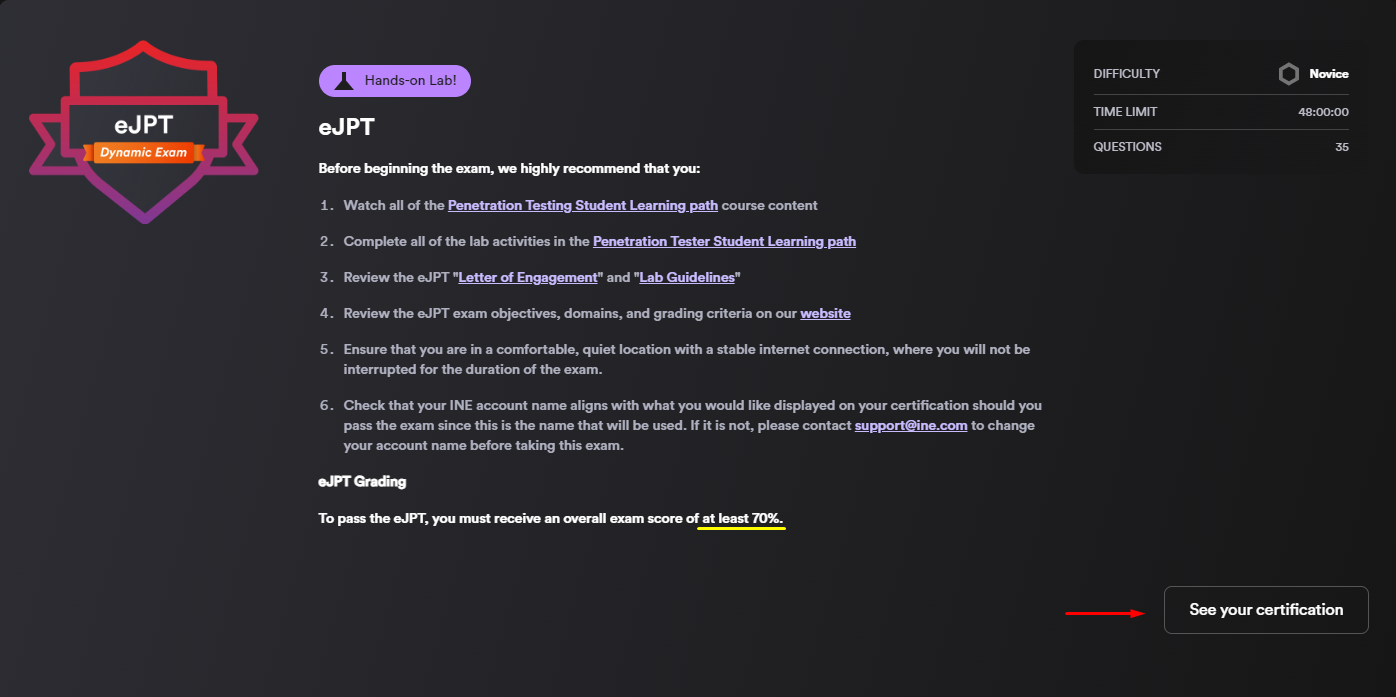 eJPT
Dynamic Exam
Hands-on Lab!
eJPT
Before beginning the exam, we highly recommend that you:
1. Watch all of the Penetration Testing Student Learning path course content
2. Complete all of the lab activities in the Penetration Tester Student Learning path
3. Review the eJPT "Letter of Engagement" and "Lab Guidelines"
4. Review the eJPT exam objectives, domains, and grading criteria on our website
5. Ensure that you are in a comfortable, quiet location with a stable internet connection, where you will not be
interrupted for the duration of the exam.
6. Check that your INE account name aligns with what you would like displayed on your certification should you
pass the exam since this is the name that will be used. If it is not, please contact support@ine.com to change
your account name before taking this exam.
eJPT Grading
To pass the eJPT, you must receive an overall exam score of at least 70%.
DIFFICULTY Novice
TIME LIMIT 48:00:00
QUESTIONS 35
See your certification